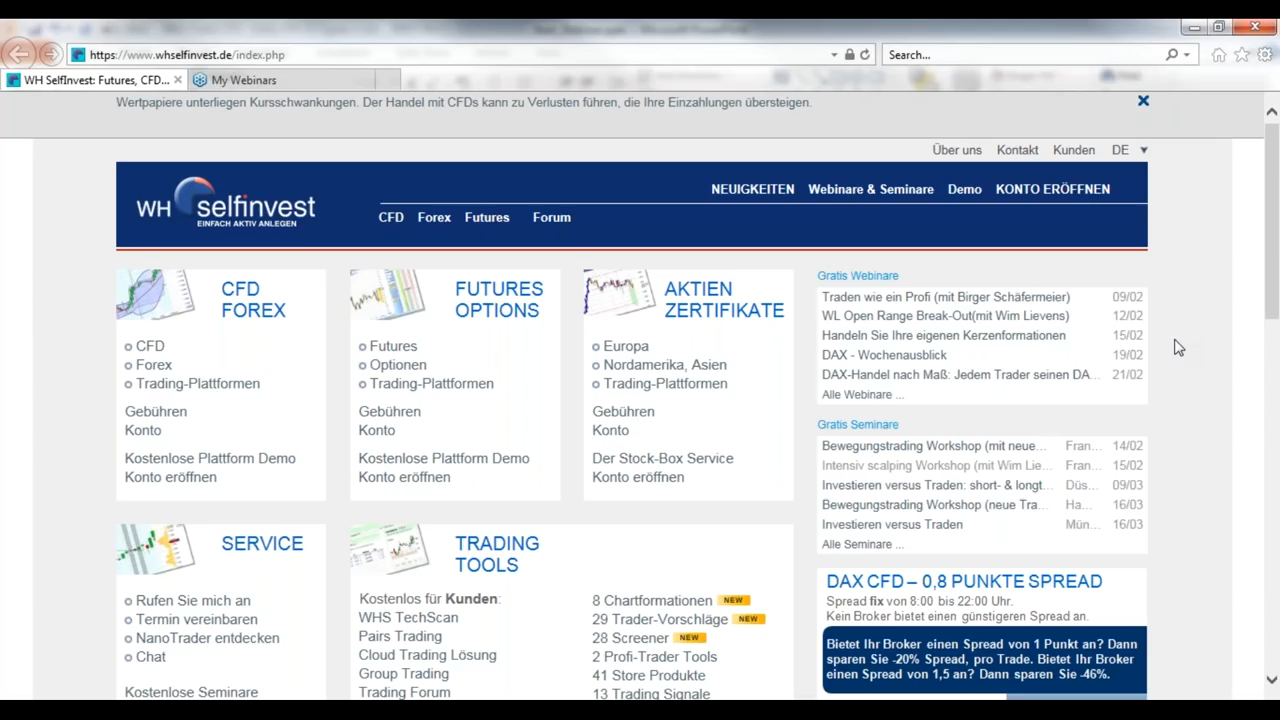 https://www.whselfinvest.de/index.php
Search...
WH SelfInvest: Futures, CFD...
My Webinars
Wertpapiere unterliegen Kursschwankungen. Der Handel mit CFDs kann zu Verlusten führen, die Ihre Einzahlungen übersteigen.
Über uns Kontakt Kunden DE
WH selfinvest
EINFACH AKTIV ANLEGEN
NEUIGKEITEN Webinare & Seminare Demo KONTO ERÖFFNEN
CFD Forex Futures Forum
CFD
FOREX
CFD
Forex
Trading-Plattformen
Gebühren
Konto
Kostenlose Plattform Demo
Konto eröffnen
FUTURES
OPTIONS
Futures
Optionen
Trading-Plattformen
Gebühren
Konto
Kostenlose Plattform Demo
Konto eröffnen
AKTIEN
ZERTIFIKATE
Europa
Nordamerika, Asien
Trading-Plattformen
Gebühren
Konto
Der Stock-Box Service
Konto eröffnen
Gratis Webinare
Traden wie ein Profi (mit Birger Schäfermeier) 09/02
WL Open Range Break-Out(mit Wim Lievens) 12/02
Handeln Sie Ihre eigenen Kerzenformationen 15/02
DAX - Wochenausblick 19/02
DAX-Handel nach Maß: Jedem Trader seinen DA... 21/02
Alle Webinare ...
Gratis Seminare
Bewegungstrading Workshop (mit neue... Fran... 14/02
Intensiv scalping Workshop (mit Wim Lie... Fran... 15/02
Investieren versus Traden: short- & longt... Düs... 09/03
Bewegungstrading Workshop (neue Tra... Ha... 16/03
Investieren versus Traden Mün... 16/03
Alle Seminare ...
SERVICE
Rufen Sie mich an
Termin vereinbaren
NanoTrader entdecken
Chat
Kostenlose Seminare
TRADING
TOOLS
Kostenlos für Kunden:
WHS TechScan
Pairs Trading
Cloud Trading Lösung
Group Trading
Trading Forum
8 Chartformationen NEW
29 Trader-Vorschläge NEW
28 Screener NEW
2 Profi-Trader Tools
41 Store Produkte
13 Trading Signale
DAX CFD – 0,8 PUNKTE SPREAD
Spread fix von 8:00 bis 22:00 Uhr.
Kein Broker bietet einen günstigeren Spread an.
Bietet Ihr Broker einen Spread von 1 Punkt an? Dann
sparen Sie -20% Spread, pro Trade. Bietet Ihr Broker
einen Spread von 1,5 an? Dann sparen Sie -46%.